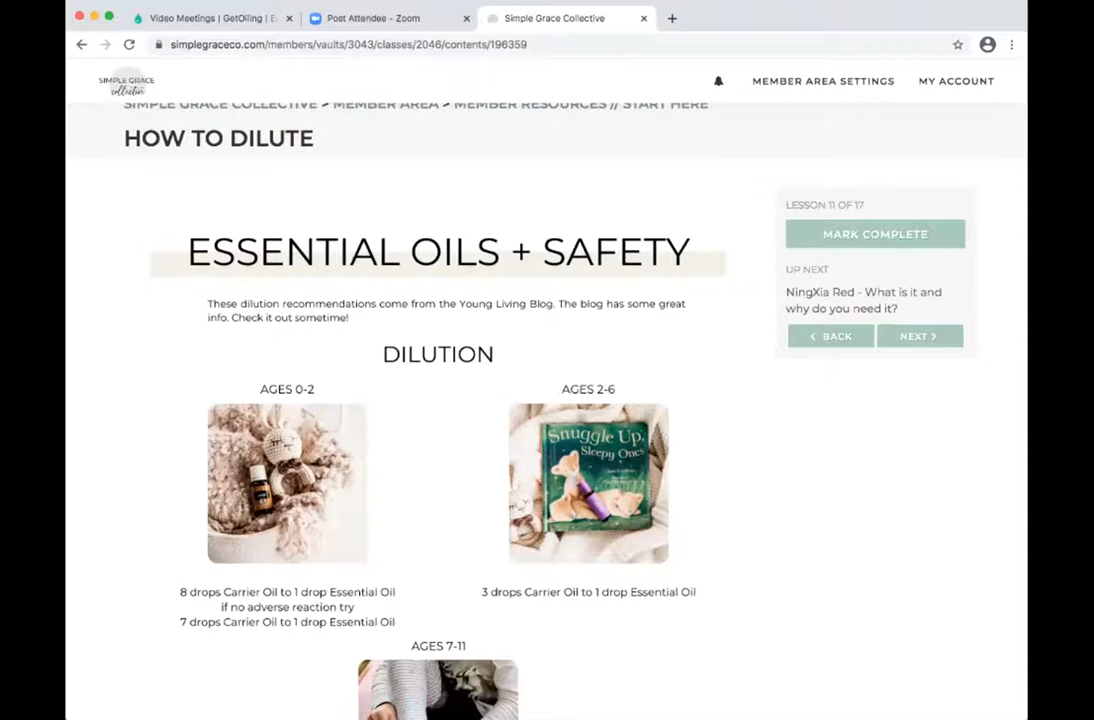 Video Meetings | GetOiling | E
Post Attendee - Zoom
Simple Grace Collective
simplegraceco.com/members/vaults/3043/classes/2046/contents/196359
SIMPLE GRACE
collective
MEMBER AREA SETTINGS
MY ACCOUNT
SIMPLE GRACE COLLECTIVE > MEMBER AREA > MEMBER RESOURCES // START HERE
HOW TO DILUTE
LESSON 11 OF 17
MARK COMPLETE
UP NEXT
NingXia Red - What is it and
why do you need it?
BACK
NEXT
ESSENTIAL OILS + SAFETY
These dilution recommendations come from the Young Living Blog. The blog has some great
info. Check it out sometime!
DILUTION
AGES 0-2
AGES 2-6
Snuggle Up,
Sleepy Ones
8 drops Carrier Oil to 1 drop Essential Oil
if no adverse reaction try
7 drops Carrier Oil to 1 drop Essential Oil
3 drops Carrier Oil to 1 drop Essential Oil
AGES 7-11